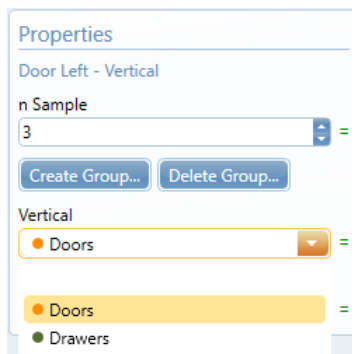 Properties
Door Left - Vertical
n Sample
3 =
Create Group... Delete Group...
Vertical
Doors =
Doors =
Drawers